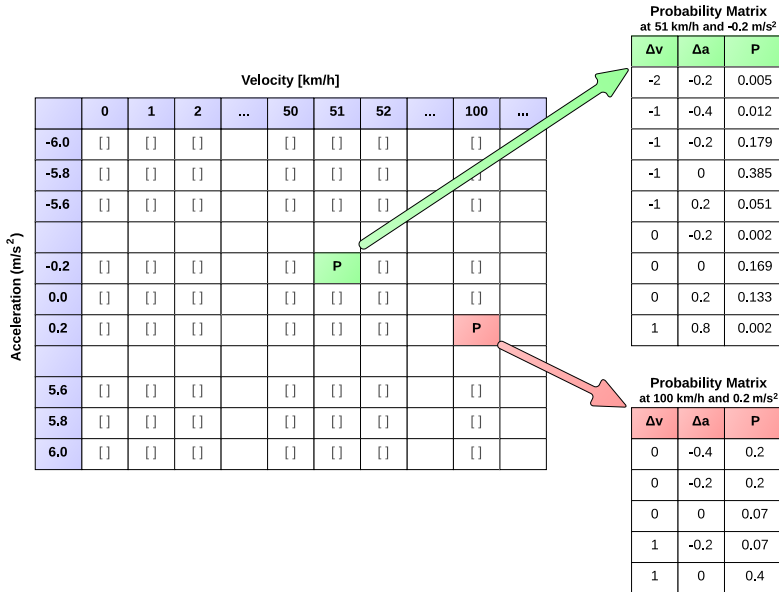 Probability Matrix
at 51 km/h and -0.2 m/s²
Δv Δa P
-2 -0.2 0.005
-1 -0.4 0.012
-1 -0.2 0.179
-1 0 0.385
-1 0.2 0.051
0 -0.2 0.002
0 0 0.169
0 0.2 0.133
1 0.8 0.002
Velocity [km/h]
0 1 2 ... 50 51 52 ... 100 ...
Acceleration (m/s²)
-6.0 [ ] [ ] [ ] [ ] [ ] [ ] [ ]
-5.8 [ ] [ ] [ ] [ ] [ ] [ ] [ ]
-5.6 [ ] [ ] [ ] [ ] [ ] [ ] [ ]
-0.2 [ ] [ ] [ ] [ ] P [ ] [ ]
0.0 [ ] [ ] [ ] [ ] [ ] [ ] [ ]
0.2 [ ] [ ] [ ] [ ] [ ] [ ] P
5.6 [ ] [ ] [ ] [ ] [ ] [ ] [ ]
5.8 [ ] [ ] [ ] [ ] [ ] [ ] [ ]
6.0 [ ] [ ] [ ] [ ] [ ] [ ] [ ]
Probability Matrix
at 100 km/h and 0.2 m/s²
Δv Δa P
0 -0.4 0.2
0 -0.2 0.2
0 0 0.07
1 -0.2 0.07
1 0 0.4